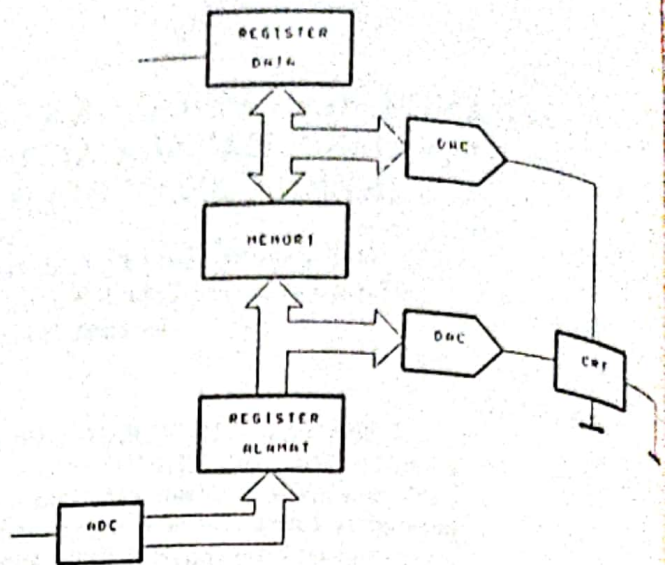 REGISTER
DATA
DAC
MEMORY
DAC
CRT
REGISTER
ALAMAT
ADC